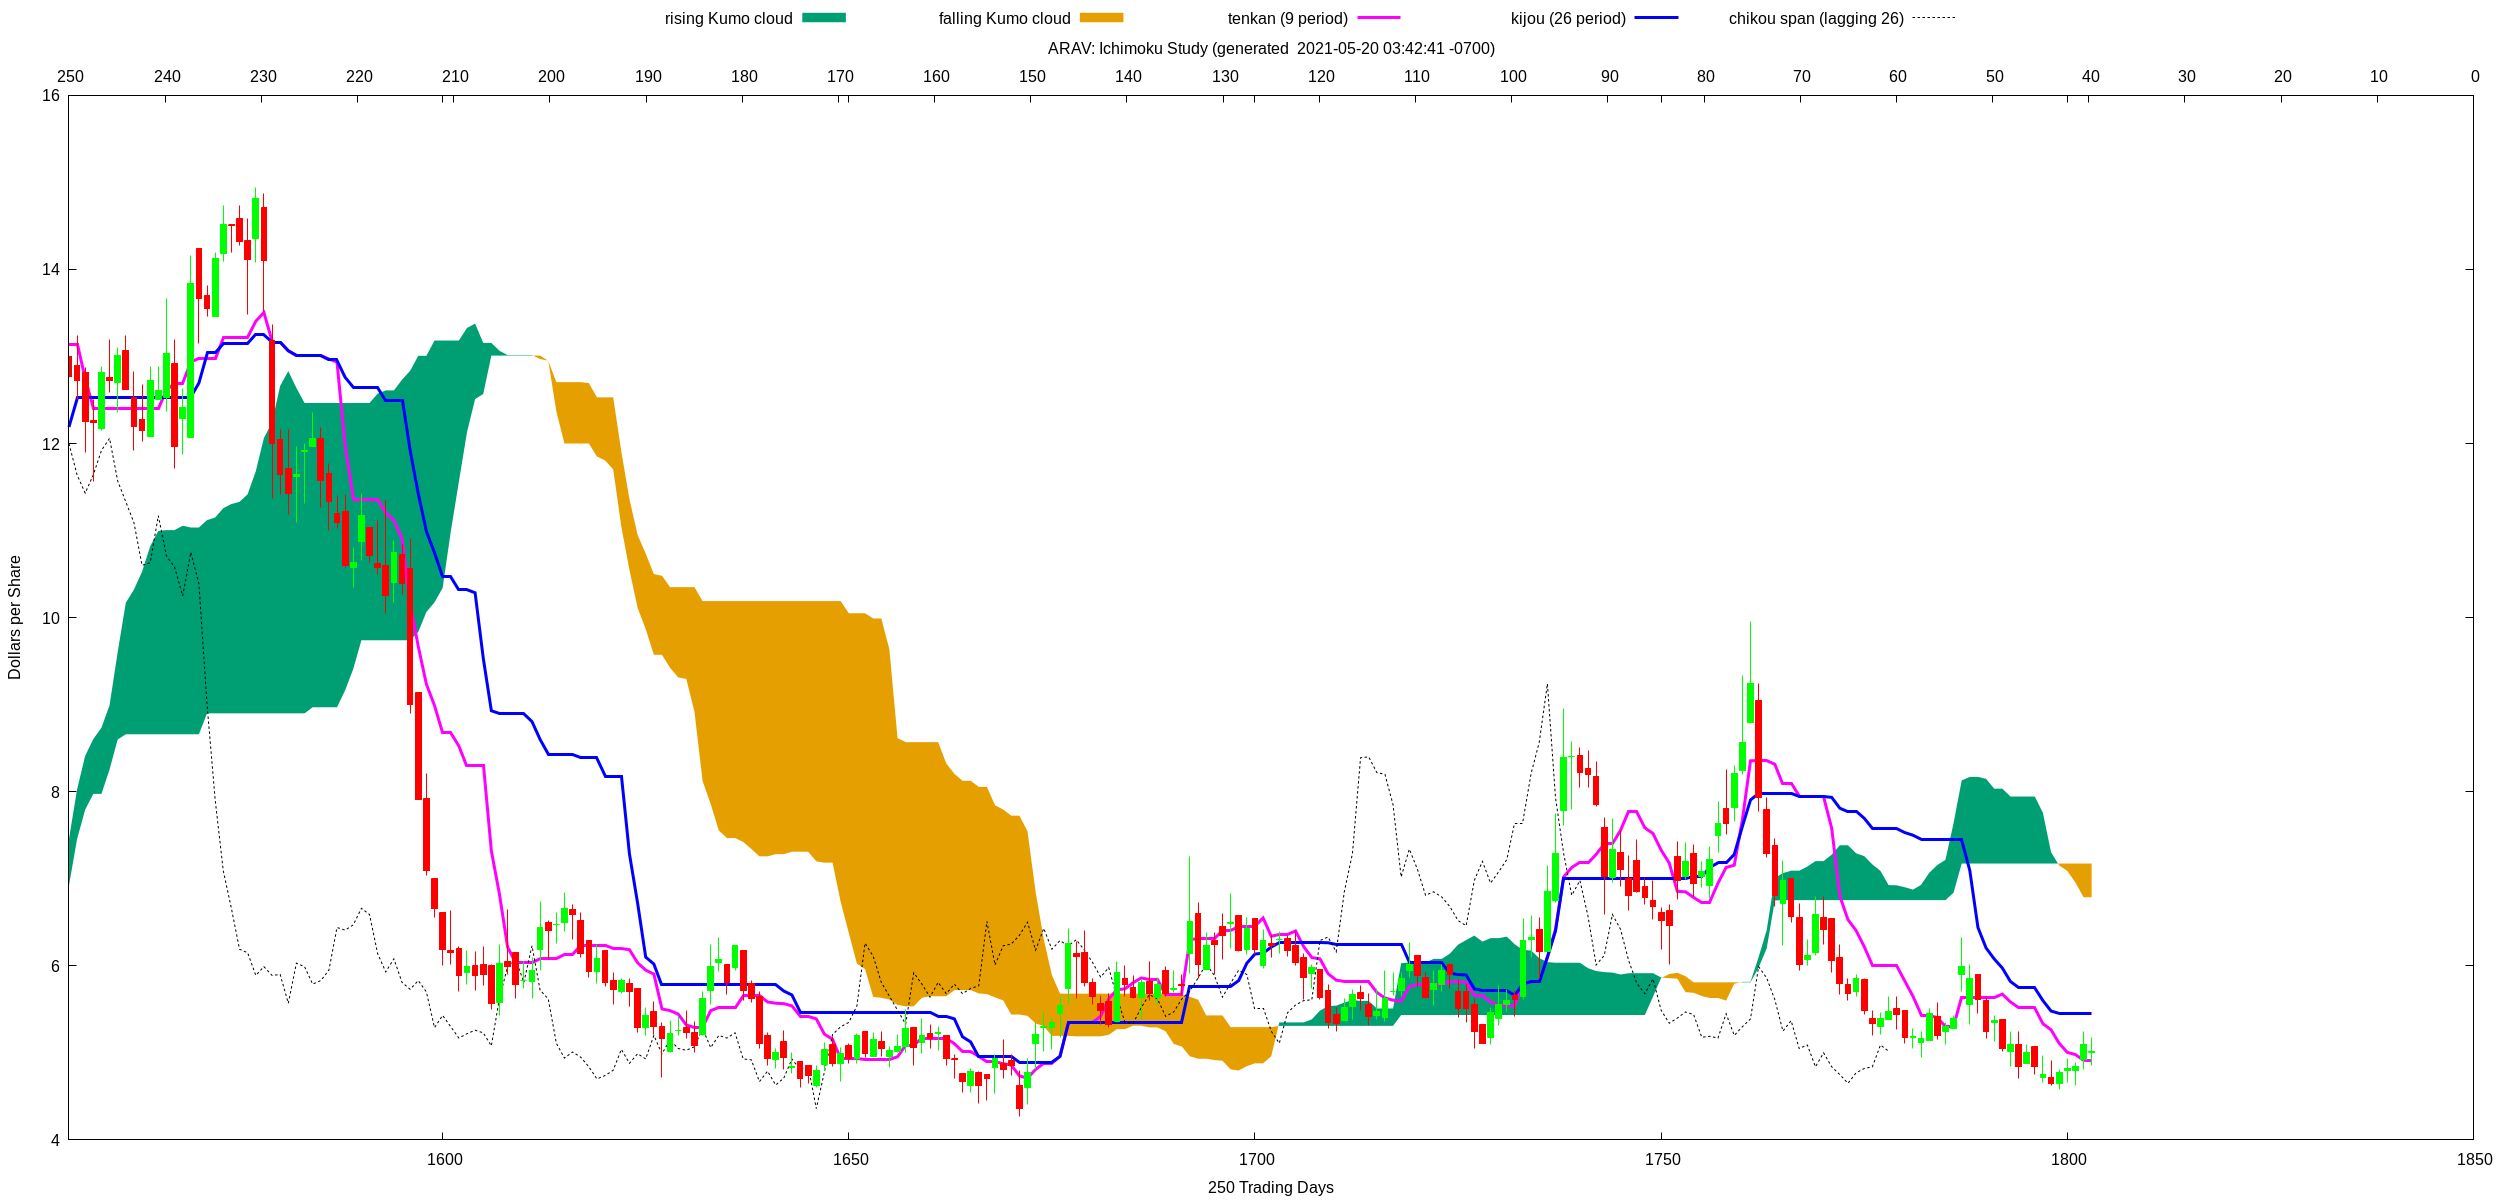 rising Kumo cloud falling Kumo cloud tenkan (9 period) kijou (26 period) chikou span (lagging 26)
ARAV: Ichimoku Study (generated  2021-05-20 03:42:41 -0700)
250 240 230 220 210 200 190 180 170 160 150 140 130 120 110 100 90 80 70 60 50 40 30 20 10 0
16
14
12
10
8
6
4
Dollars per Share
1600 1650 1700 1750 1800 1850
250 Trading Days